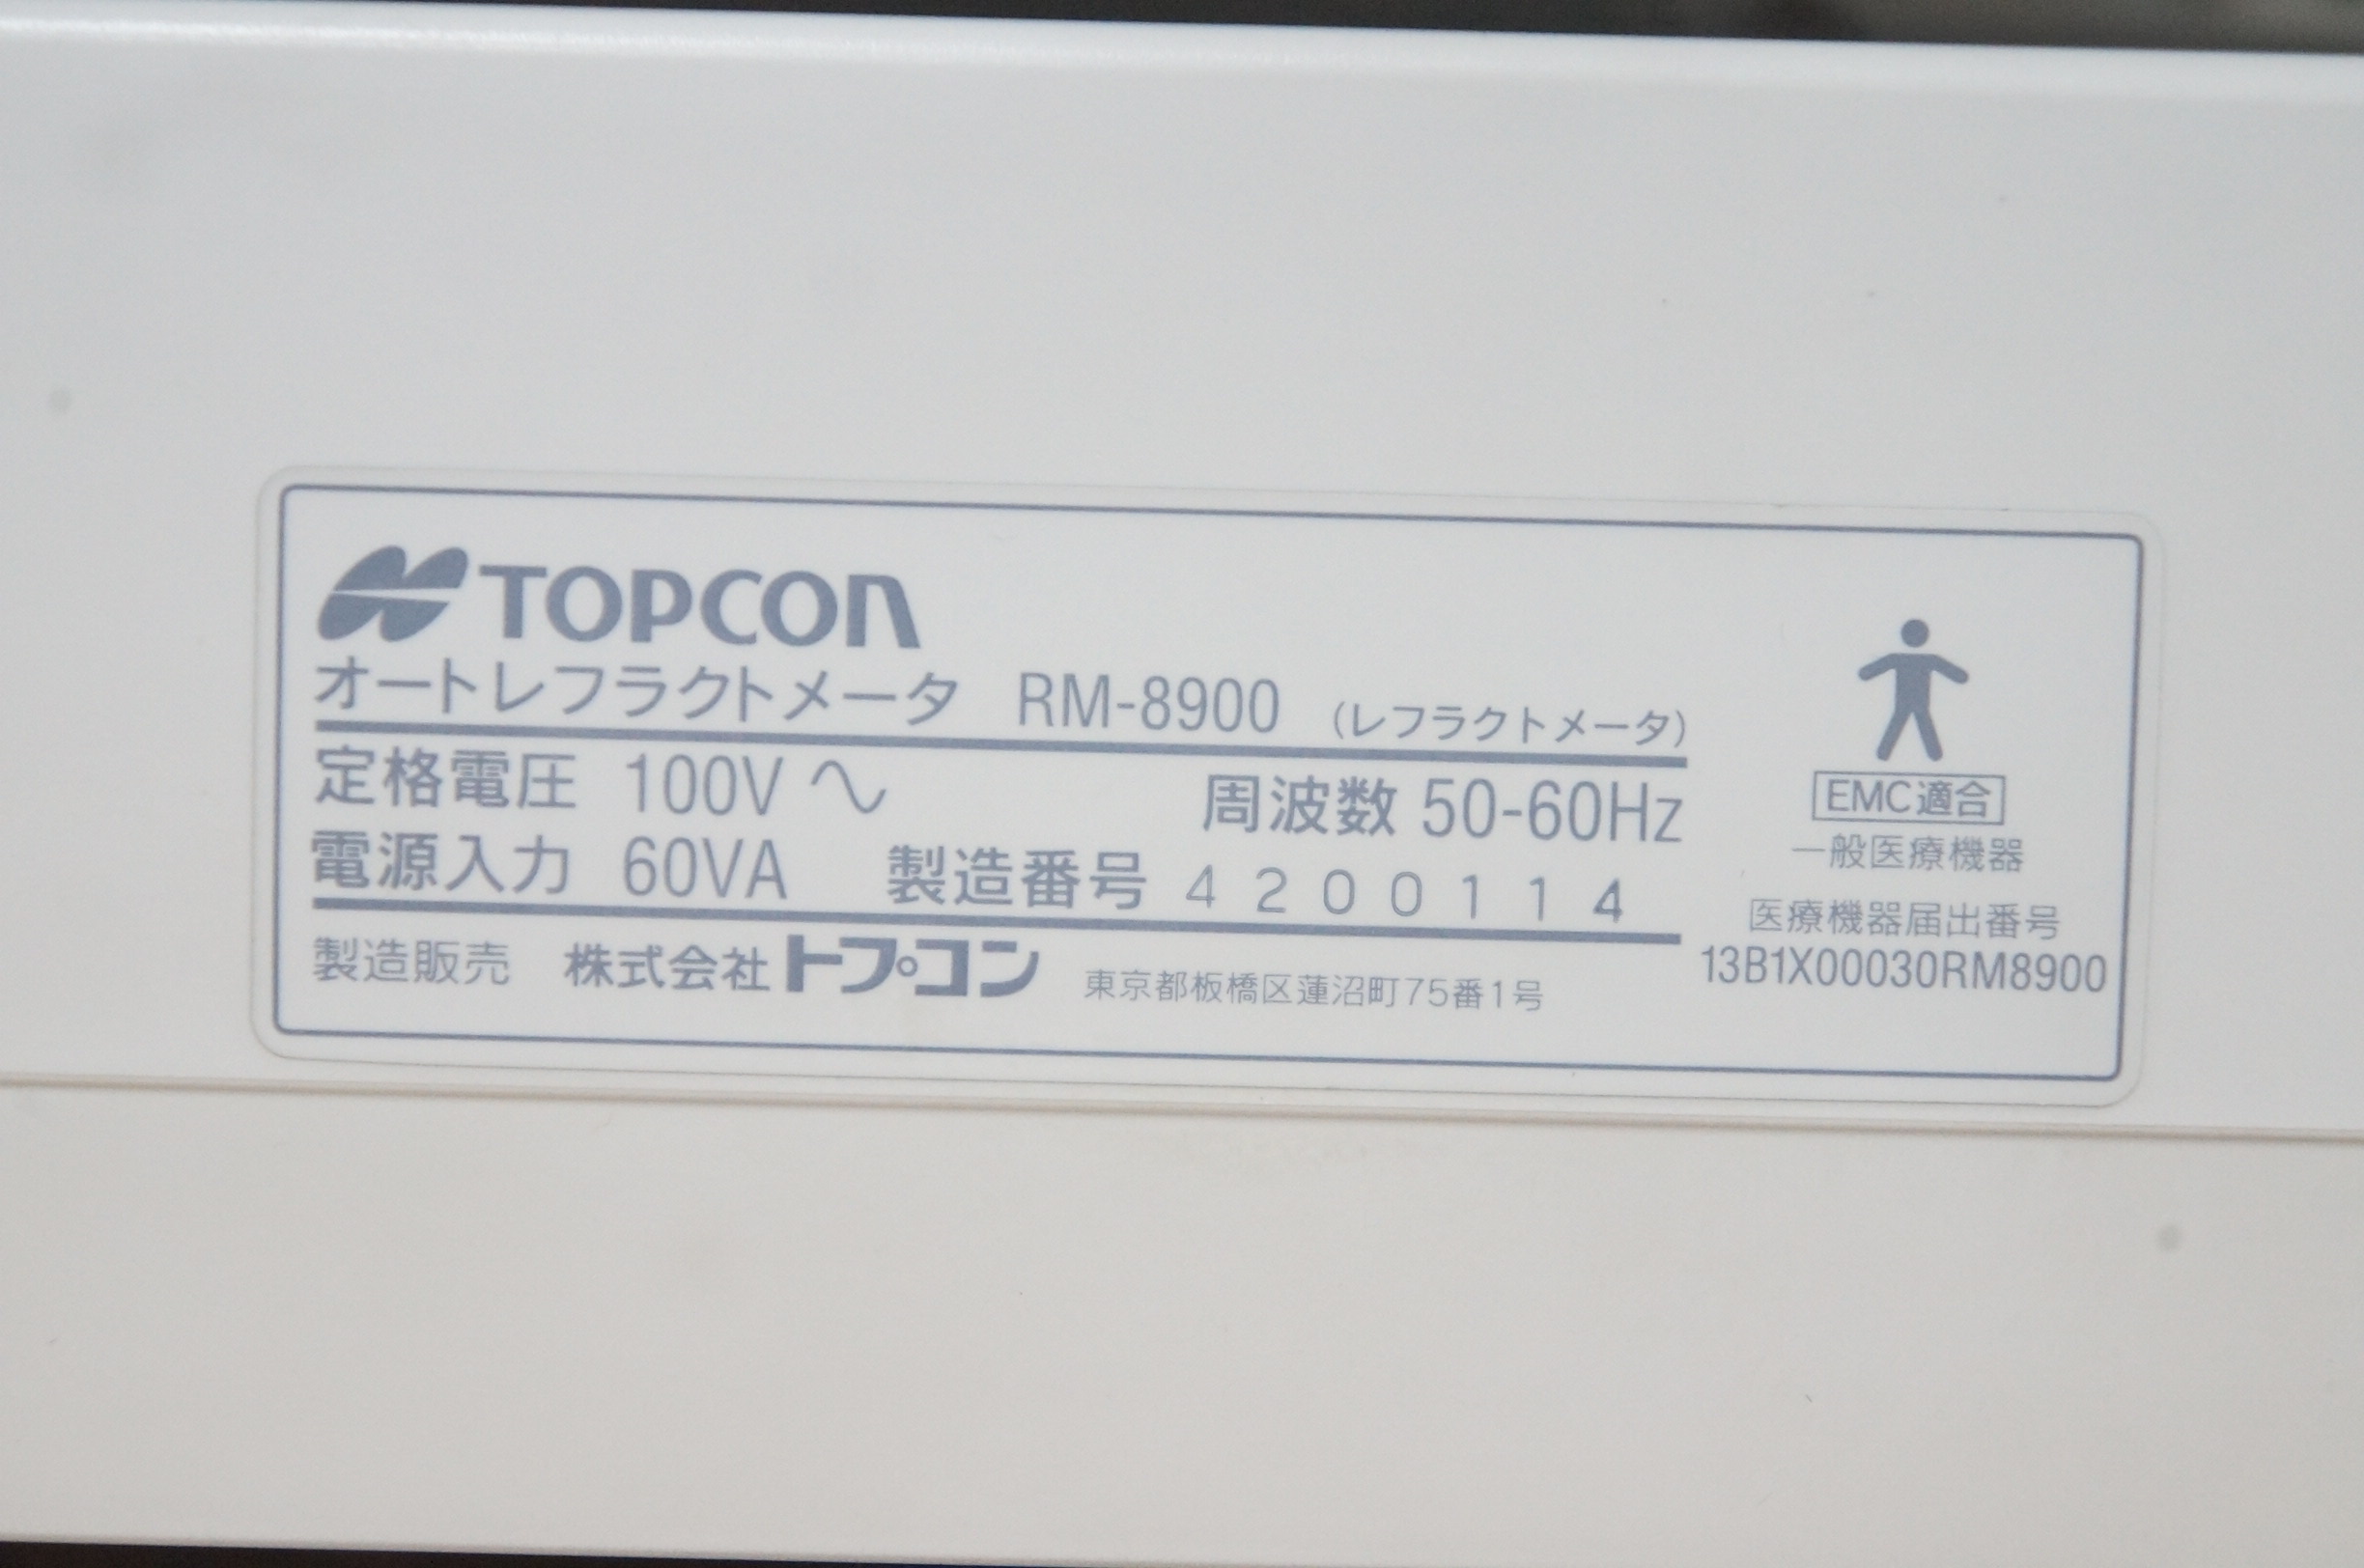 TOPCON
オートレフラクトメータ RM-8900 (レフラクトメータ)
定格電圧 100V～ 周波数 50-60Hz
電源入力 60VA 製造番号 4200114
製造販売 株式会社トプコン 東京都板橋区蓮沼町75番1号
EMC適合
一般医療機器
医療機器届出番号
13B1X00030RM8900